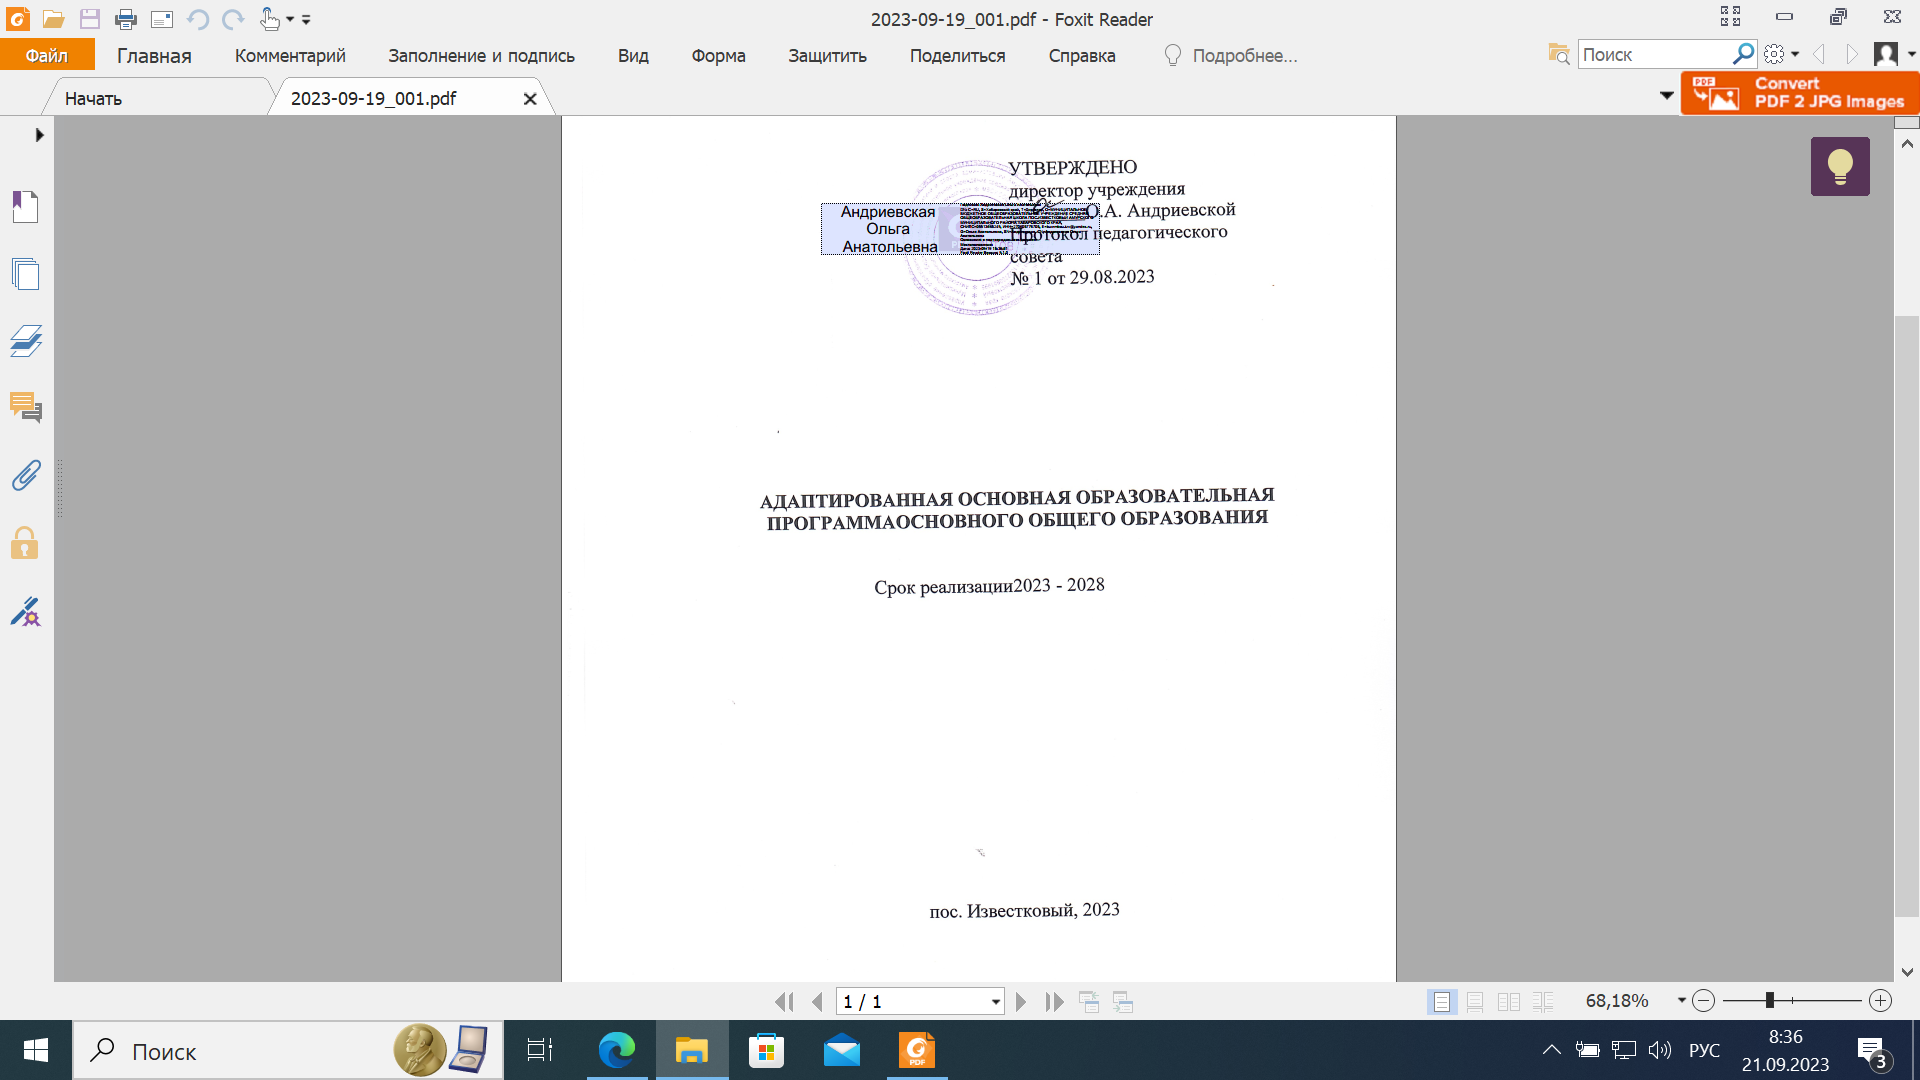 2023-09-19_001.pdf - Foxit Reader
Файл Главная Комментарий Заполнение и подпись Вид Форма Защитить Поделиться Справка Подробнее... Поиск
Начать 2023-09-19_001.pdf
Convert
PDF 2 JPG Images
PDF
УТВЕРЖДЕНО
директор учреждения
О.А. Андриевской
Протокол педагогического
совета
№ 1 от 29.08.2023
Андриевская
Ольга
Анатольевна
АДАПТИРОВАННАЯ ОСНОВНАЯ ОБРАЗОВАТЕЛЬНАЯ
ПРОГРАММАОСНОВНОГО ОБЩЕГО ОБРАЗОВАНИЯ
Срок реализации2023 - 2028
пос. Известковый, 2023
1 / 1
68,18%
Поиск
PDF
РУС
8:36
21.09.2023
3